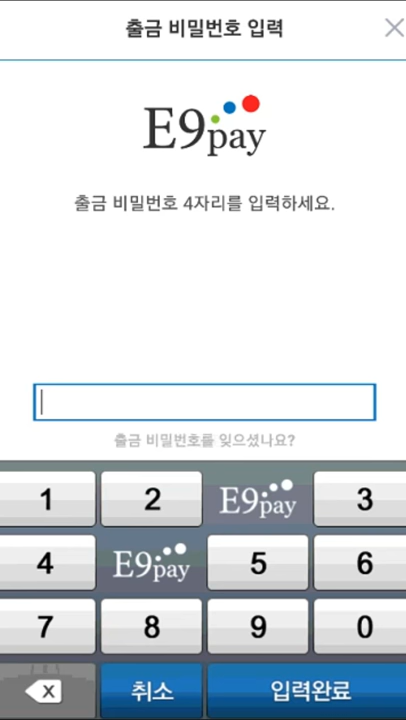 출금 비밀번호 입력
E9pay
출금 비밀번호 4자리를 입력하세요.
출금 비밀번호를 잊으셨나요?
1 2 E9pay 3
4 E9pay 5 6
7 8 9 0
X 취소 입력완료